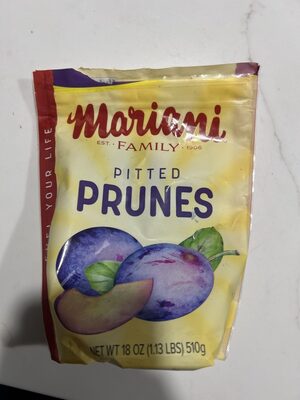 Mariani
EST. · FAMILY · 1906
PITTED
PRUNES
NET WT 18 OZ (1.13 LBS) 510g
YOUR LIFE